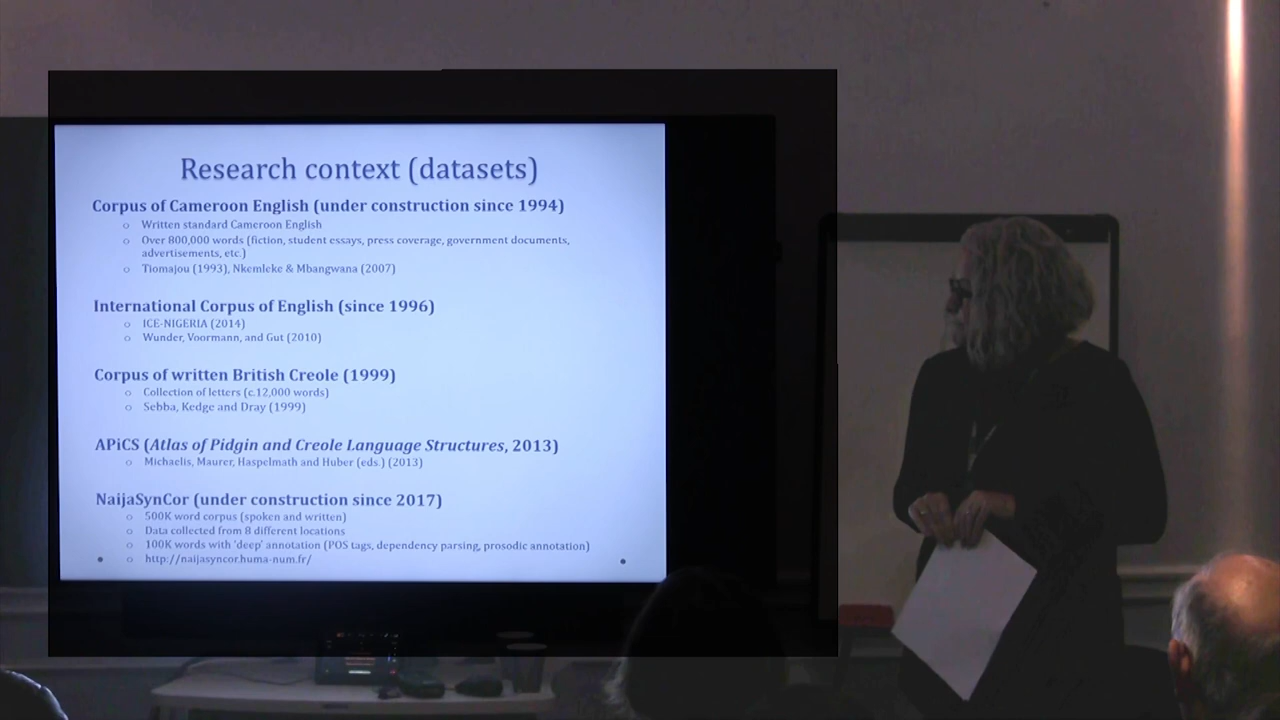 Research context (datasets)
Corpus of Cameroon English (under construction since 1994)
o Written standard Cameroon English
o Over 800,000 words (fiction, student essays, press coverage, government documents,
advertisements, etc.)
o Tiomajou (1993), Nkemleke & Mbangwana (2007)
International Corpus of English (since 1996)
o ICE-NIGERIA (2014)
o Wunder, Voormann, and Gut (2010)
Corpus of written British Creole (1999)
o Collection of letters (c.12,000 words)
o Sebba, Kedge and Dray (1999)
APiCS (Atlas of Pidgin and Creole Language Structures, 2013)
o Michaelis, Maurer, Haspelmath and Huber (eds.) (2013)
NaijaSynCor (under construction since 2017)
o 500K word corpus (spoken and written)
o Data collected from 8 different locations
o 100K words with 'deep' annotation (POS tags, dependency parsing, prosodic annotation)
o http://naijasyncor.huma-num.fr/